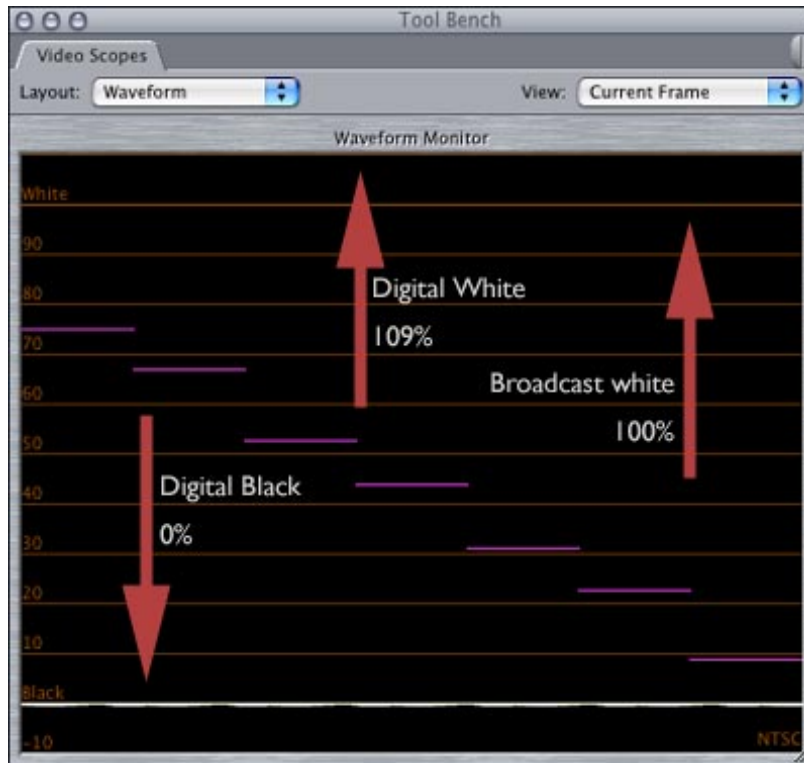 Tool Bench
Video Scopes
Layout: Waveform View: Current Frame
Waveform Monitor
White
90
80
Digital White
70
109%
60
Broadcast white
100%
50
Digital Black
40
0%
30
20
10
Black
-10
NTSC